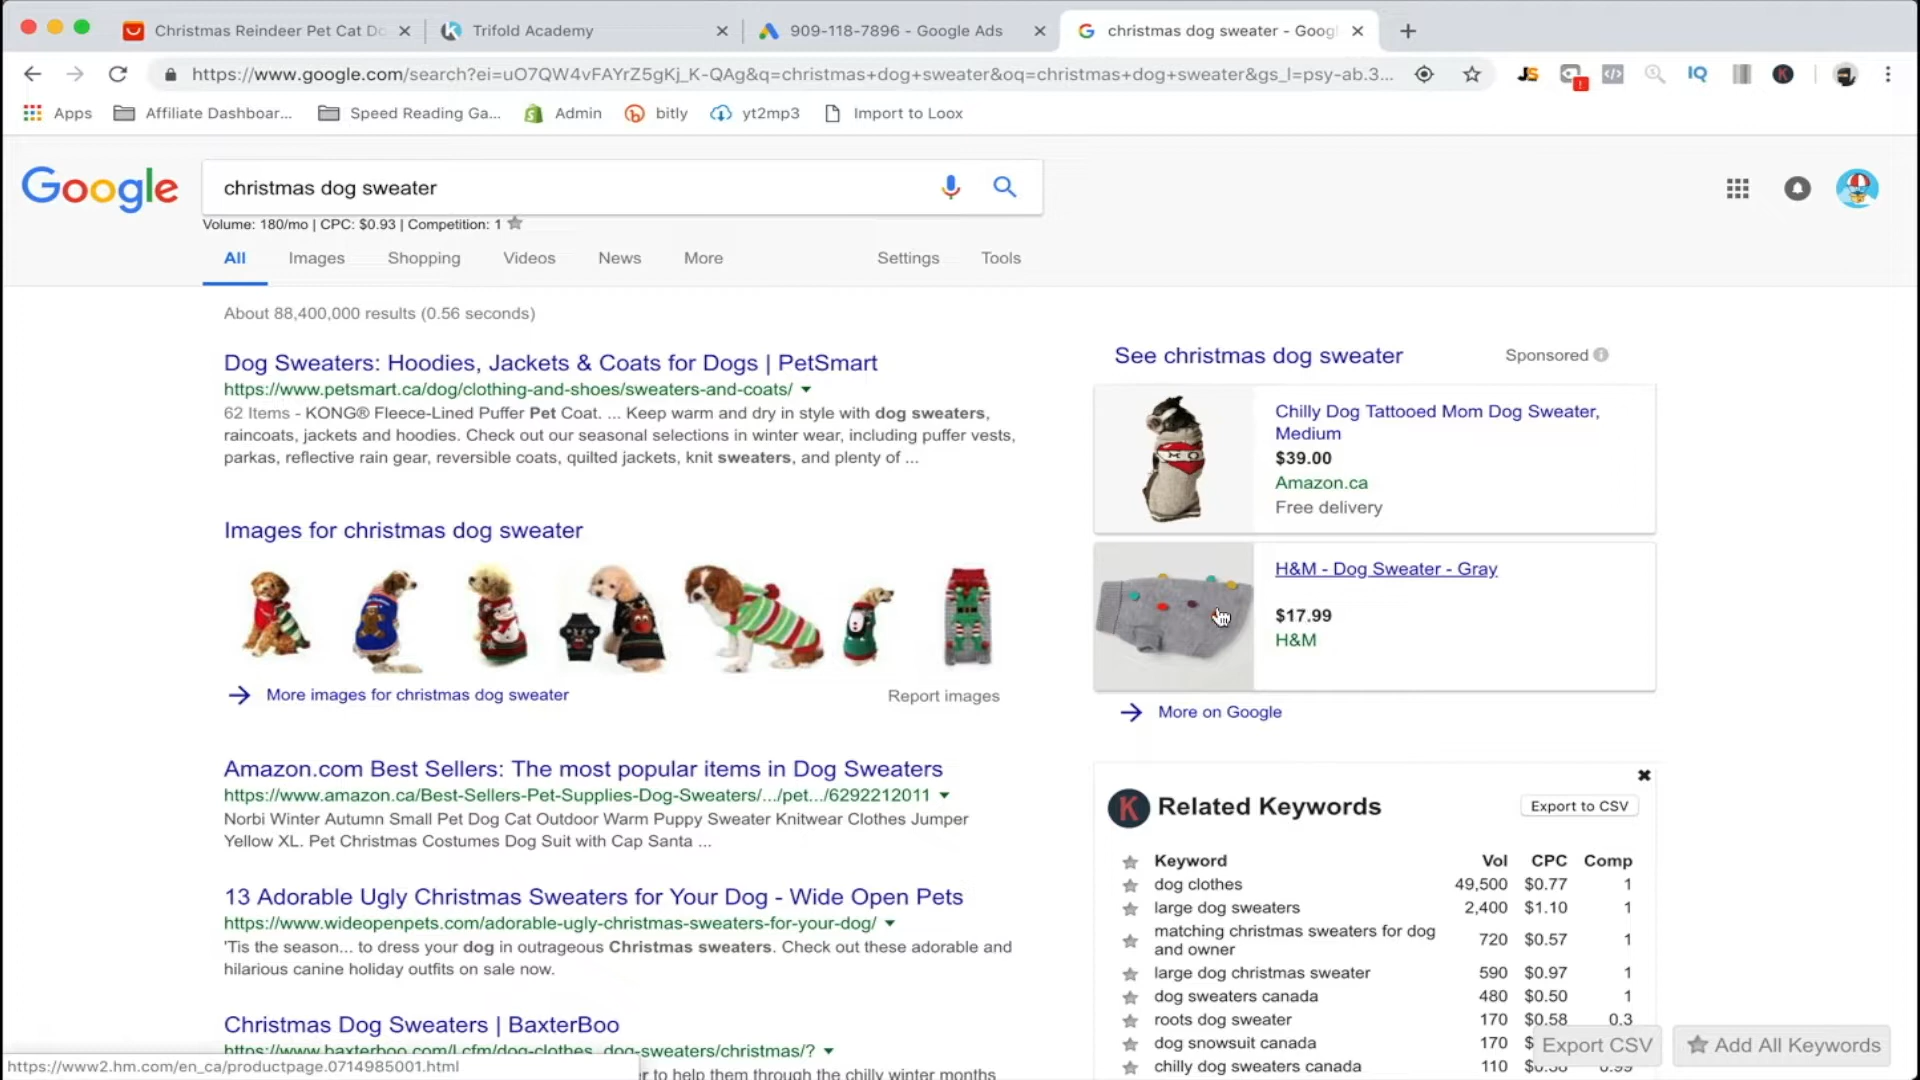 Christmas Reindeer Pet Cat Do
Trifold Academy
909-118-7896 - Google Ads
christmas dog sweater - Googl
https://www.google.com/search?ei=uO7QW4vFAYrZ5gKj_K-QAg&q=christmas+dog+sweater&oq=christmas+dog+sweater&gs_l=psy-ab.3...
JS
IQ
K
Apps
Affiliate Dashboar...
Speed Reading Ga...
Admin
bitly
yt2mp3
Import to Loox
Google
christmas dog sweater
Volume: 180/mo | CPC: $0.93 | Competition: 1
All
Images
Shopping
Videos
News
More
Settings
Tools
About 88,400,000 results (0.56 seconds)
Dog Sweaters: Hoodies, Jackets & Coats for Dogs | PetSmart
https://www.petsmart.ca/dog/clothing-and-shoes/sweaters-and-coats/
62 Items - KONG® Fleece-Lined Puffer Pet Coat. ... Keep warm and dry in style with dog sweaters,
raincoats, jackets and hoodies. Check out our seasonal selections in winter wear, including puffer vests,
parkas, reflective rain gear, reversible coats, quilted jackets, knit sweaters, and plenty of ...
Images for christmas dog sweater
More images for christmas dog sweater
Report images
Amazon.com Best Sellers: The most popular items in Dog Sweaters
https://www.amazon.ca/Best-Sellers-Pet-Supplies-Dog-Sweaters/.../pet.../6292212011
Norbi Winter Autumn Small Pet Dog Cat Outdoor Warm Puppy Sweater Knitwear Clothes Jumper
Yellow XL. Pet Christmas Costumes Dog Suit with Cap Santa ...
13 Adorable Ugly Christmas Sweaters for Your Dog - Wide Open Pets
https://www.wideopenpets.com/adorable-ugly-christmas-sweaters-for-your-dog/
'Tis the season... to dress your dog in outrageous Christmas sweaters. Check out these adorable and
hilarious canine holiday outfits on sale now.
Christmas Dog Sweaters | BaxterBoo
https://www.baxterboo.com/l.cfm/dog-clothes_dog-sweaters/christmas/?
r to help them through the chilly winter months
https://www2.hm.com/en_ca/productpage.0714985001.html
See christmas dog sweater
Sponsored
Chilly Dog Tattooed Mom Dog Sweater,
Medium
$39.00
Amazon.ca
Free delivery
H&M - Dog Sweater - Gray
$17.99
H&M
More on Google
K Related Keywords
Export to CSV
Keyword Vol CPC Comp
dog clothes 49,500 $0.77 1
large dog sweaters 2,400 $1.10 1
matching christmas sweaters for dog
and owner 720 $0.57 1
large dog christmas sweater 590 $0.97 1
dog sweaters canada 480 $0.50 1
roots dog sweater 170 $0.58 0.3
dog snowsuit canada 170 $
chilly dog sweaters canada 110
Export CSV
Add All Keywords